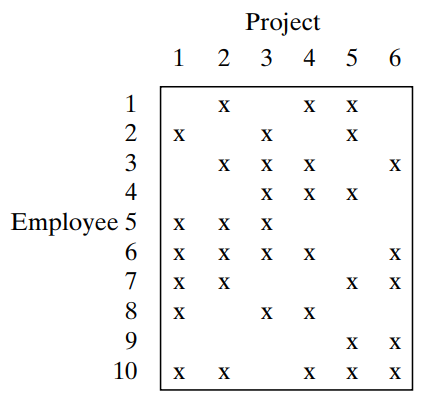 Project
1 2 3 4 5 6
1 x x x
2 x x x
3 x x x x
4 x x x
Employee 5 x x x
6 x x x x x
7 x x x x
8 x x x
9 x x
10 x x x x x